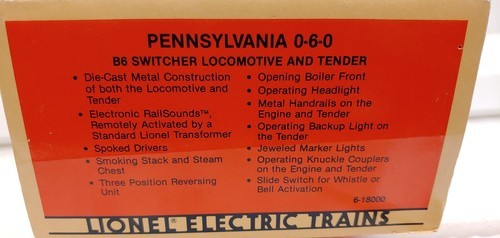 PENNSYLVANIA 0-6-0
B6 SWITCHER LOCOMOTIVE AND TENDER
• Die-Cast Metal Construction
of both the Locomotive and
Tender
• Electronic RailSounds™,
Remotely Activated by a
Standard Lionel Transformer
• Spoked Drivers
• Smoking Stack and Steam
Chest
• Three Position Reversing
Unit
• Opening Boiler Front
• Operating Headlight
• Metal Handrails on the
Engine and Tender
• Operating Backup Light on
the Tender
• Jeweled Marker Lights
• Operating Knuckle Couplers
on the Engine and Tender
• Slide Switch for Whistle or
Bell Activation
6-18000
LIONEL® ELECTRIC TRAINS